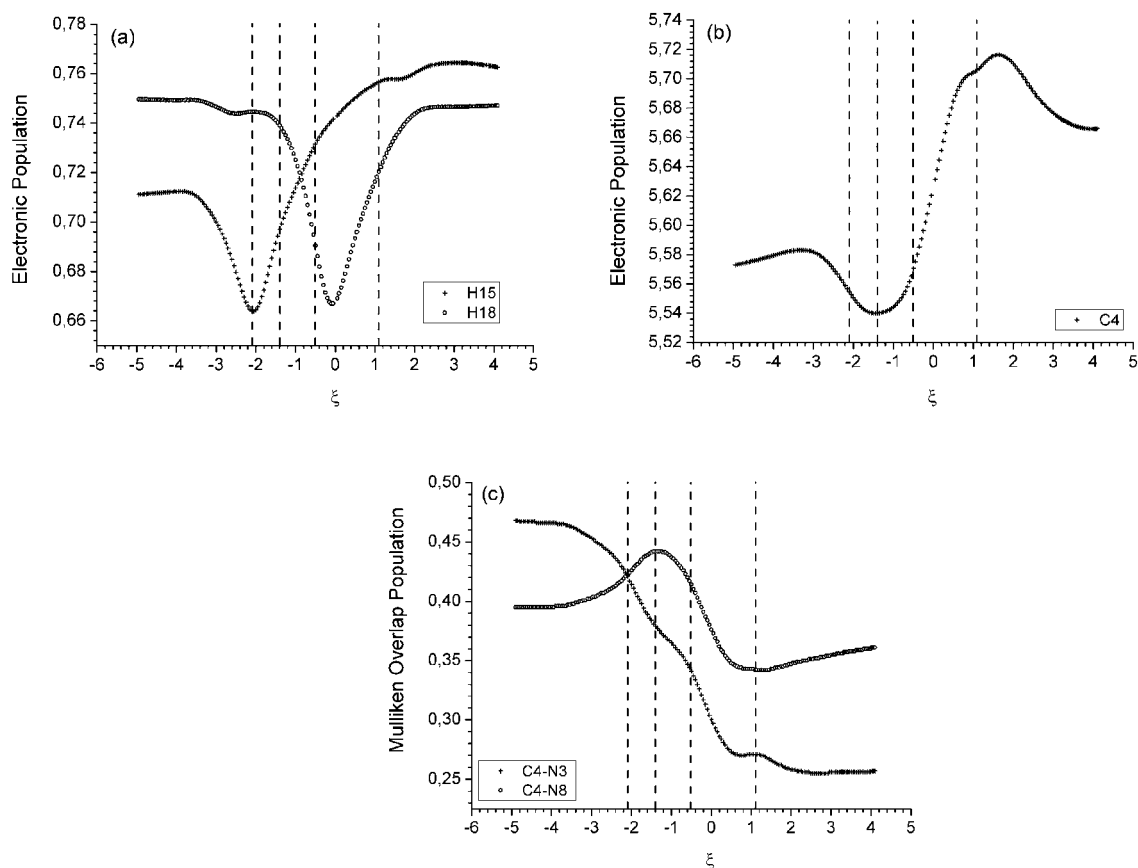 (a)
Electronic Population
0,78
0,76
0,74
0,72
0,70
0,68
0,66
-6 -5 -4 -3 -2 -1 0 1 2 3 4 5
ξ
H15
H18
(b)
Electronic Population
5,74
5,72
5,70
5,68
5,66
5,64
5,62
5,60
5,58
5,56
5,54
5,52
-6 -5 -4 -3 -2 -1 0 1 2 3 4 5
ξ
C4
(c)
Mulliken Overlap Population
0,50
0,45
0,40
0,35
0,30
0,25
-6 -5 -4 -3 -2 -1 0 1 2 3 4 5
ξ
C4-N3
C4-N8